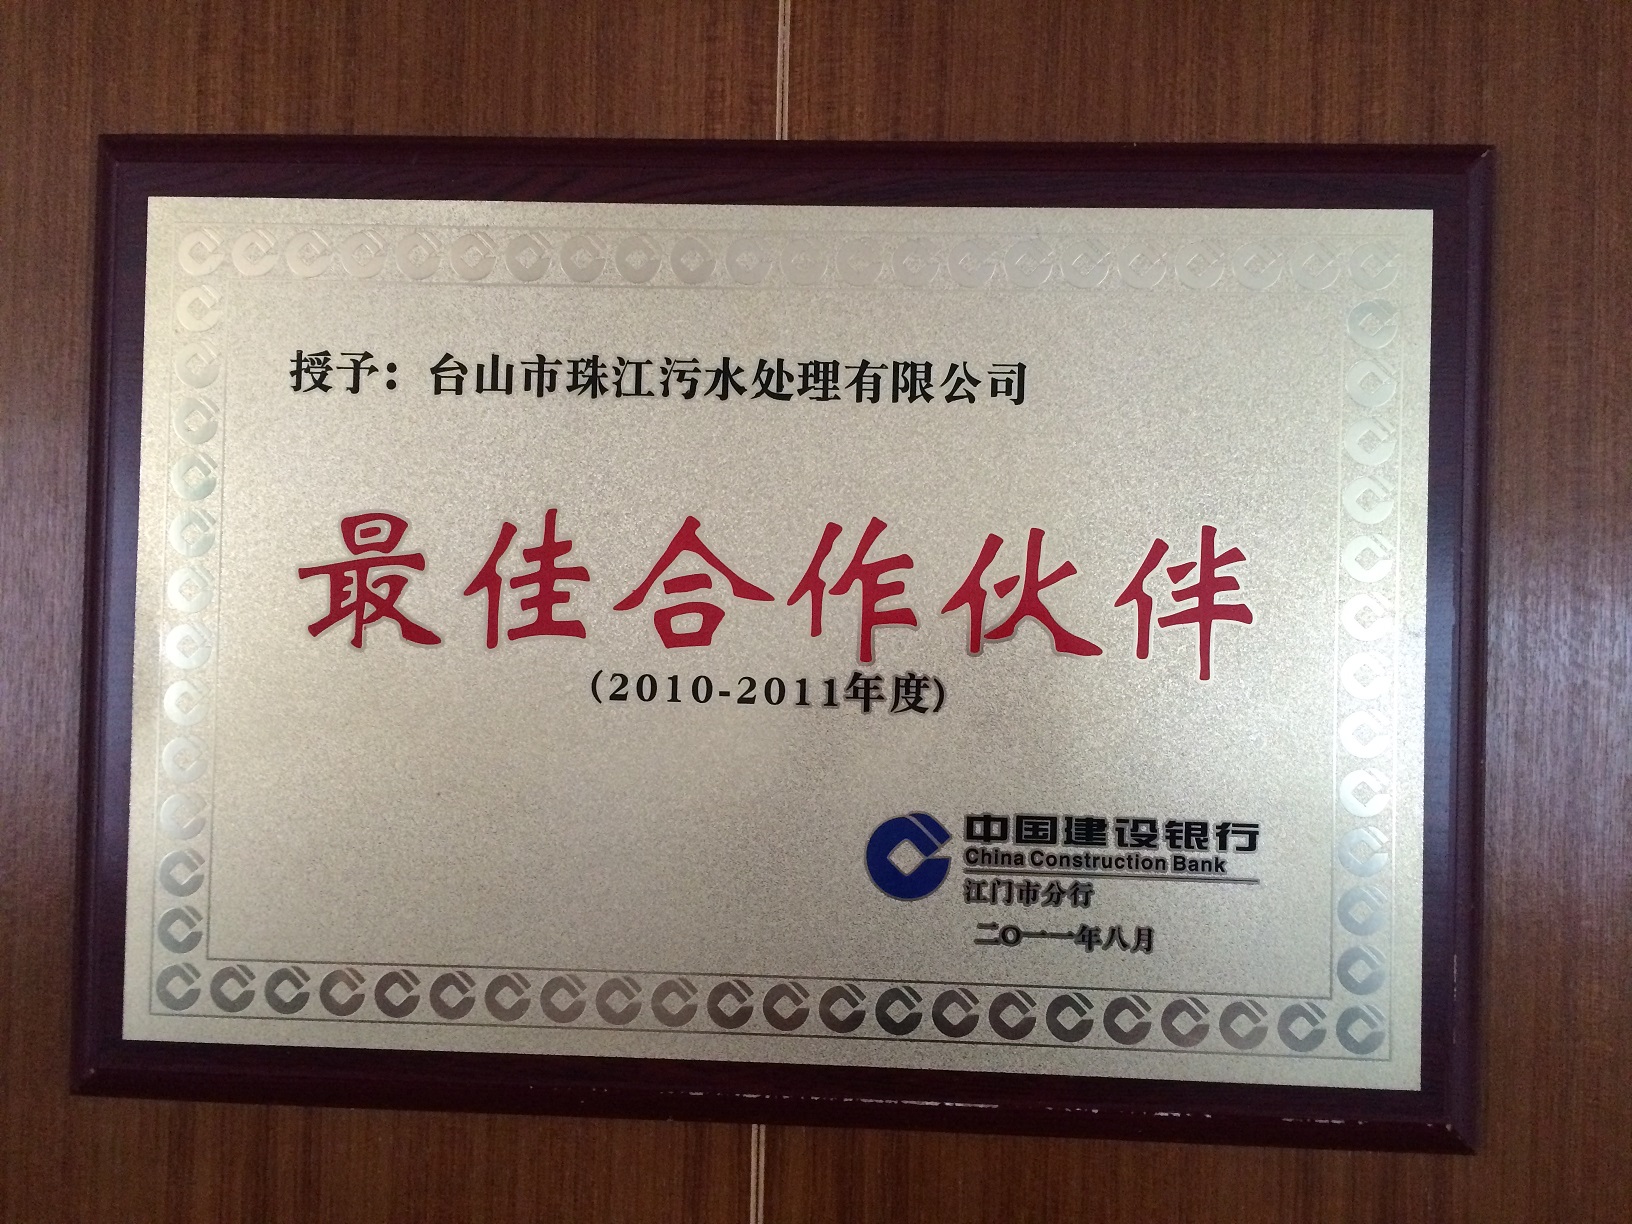 授予：台山市珠江污水处理有限公司
最佳合作伙伴
(2010-2011年度)
中国建设银行
China Construction Bank
江门市分行
二O一一年八月